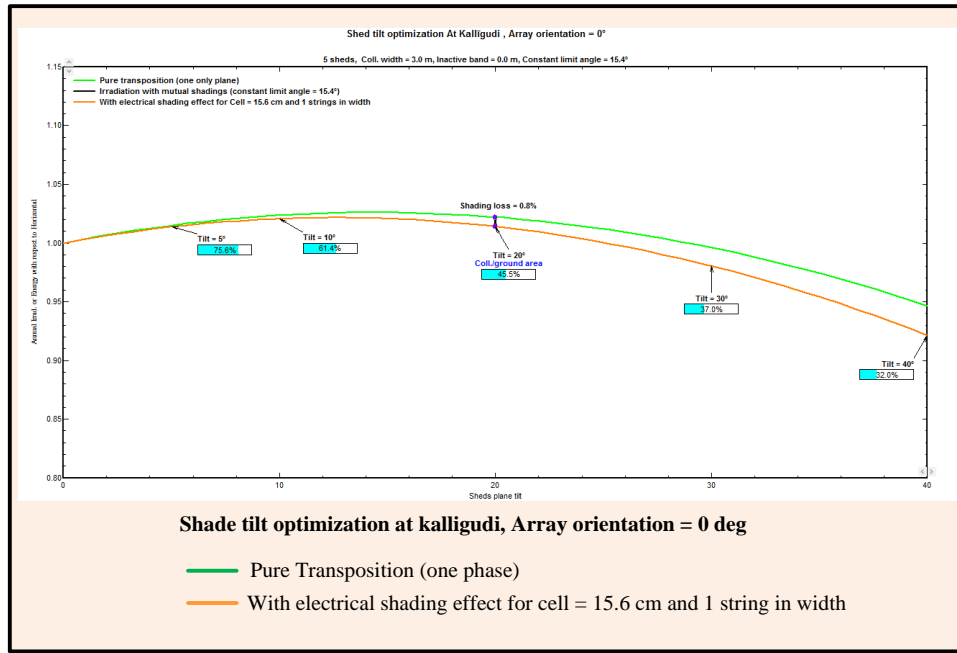 Shed tilt optimization At Kalligudi , Array orientation = 0°
5 sheds, Coll. width = 3.0 m, Inactive band = 0.0 m, Constant limit angle = 15.4°
Pure transposition (one only plane)
Irradiation with mutual shadings (constant limit angle = 15.4°)
With electrical shading effect for Cell = 15.6 cm and 1 strings in width
Annual Irrad. or Energy with respect to Horizontal
1.15
1.10
1.05
1.00
0.95
0.90
0.85
0.80
Shading loss = 0.8%
Tilt = 5°
75.6%
Tilt = 10°
61.4%
Tilt = 20°
Coll./ground area
45.5%
Tilt = 30°
37.0%
Tilt = 40°
32.0%
0 10 20 30 40
Sheds plane tilt
Shade tilt optimization at kalligudi, Array orientation = 0 deg
Pure Transposition (one phase)
With electrical shading effect for cell = 15.6 cm and 1 string in width